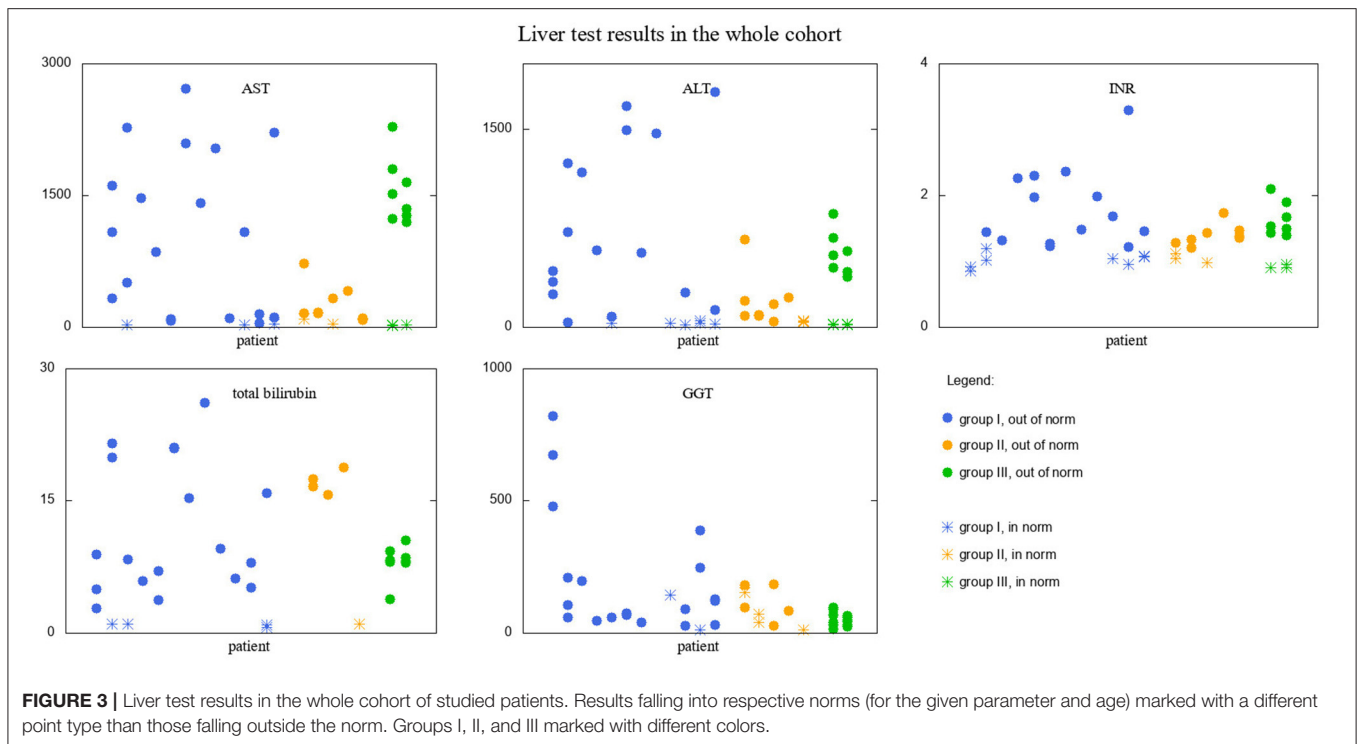 Liver test results in the whole cohort
3000
AST
1500
0
patient
ALT
1500
0
patient
4
INR
2
0
patient
30
total bilirubin
15
0
patient
1000
GGT
500
0
patient
Legend:
group I, out of norm
group II, out of norm
group III, out of norm
group I, in norm
group II, in norm
group III, in norm
FIGURE 3 | Liver test results in the whole cohort of studied patients. Results falling into respective norms (for the given parameter and age) marked with a different
point type than those falling outside the norm. Groups I, II, and III marked with different colors.